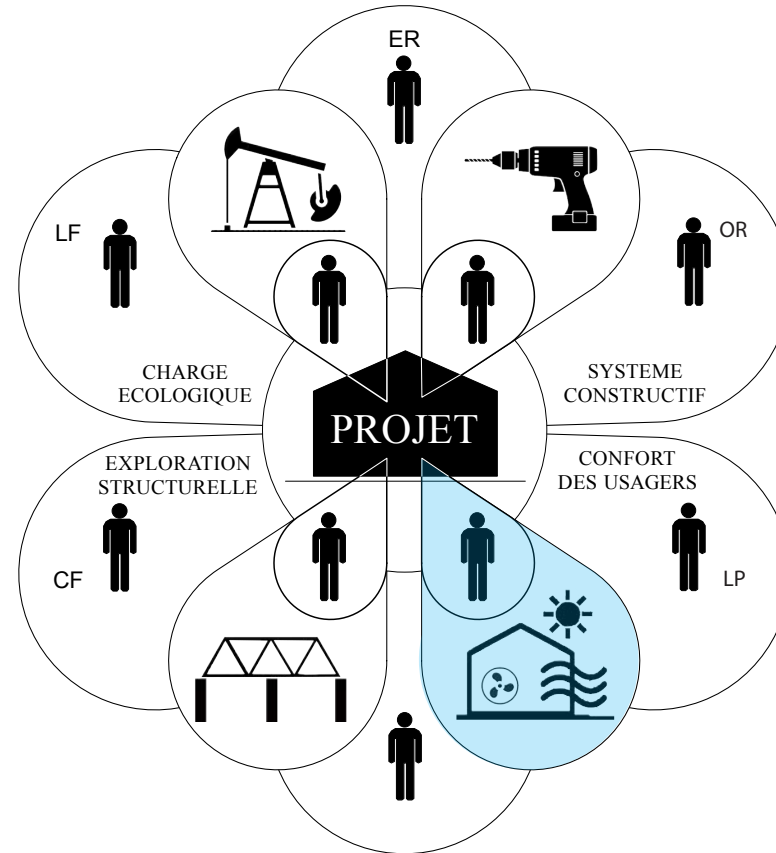 ER
LF
OR
CHARGE
ECOLOGIQUE
SYSTEME
CONSTRUCTIF
PROJET
EXPLORATION
STRUCTURELLE
CONFORT
DES USAGERS
CF
LP